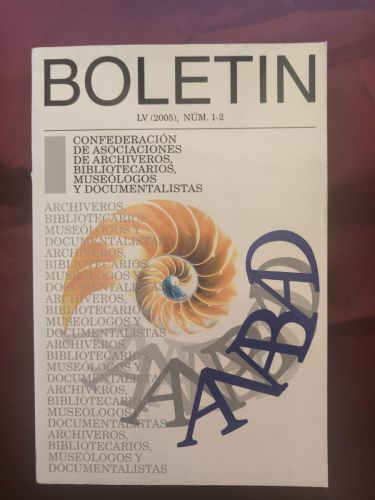 BOLETIN
LV (2005), NÚM. 1-2
CONFEDERACIÓN
DE ASOCIACIONES
DE ARCHIVEROS,
BIBLIOTECARIOS,
MUSEÓLOGOS
Y DOCUMENTALISTAS
ARCHIVEROS,
BIBLIOTECARIOS,
MUSEÓLOGOS Y
DOCUMENTALISTAS
ARCHIVEROS,
BIBLIOTECARIOS,
MUSEÓLOGOS Y
DOCUMENTALISTAS
ARCHIVEROS,
BIBLIOTECARIOS,
MUSEÓLOGOS Y
DOCUMENTALISTAS
ARCHIVEROS,
BIBLIOTECARIOS,
MUSEÓLOGOS Y
DOCUMENTALISTAS
ARCHIVEROS,
BIBLIOTECARIOS,
MUSEÓLOGOS Y
DOCUMENTALISTAS
ARCHIVEROS,
BIBLIOTECARIOS,
MUSEÓLOGOS Y
DOCUMENTALISTAS
ANABAD